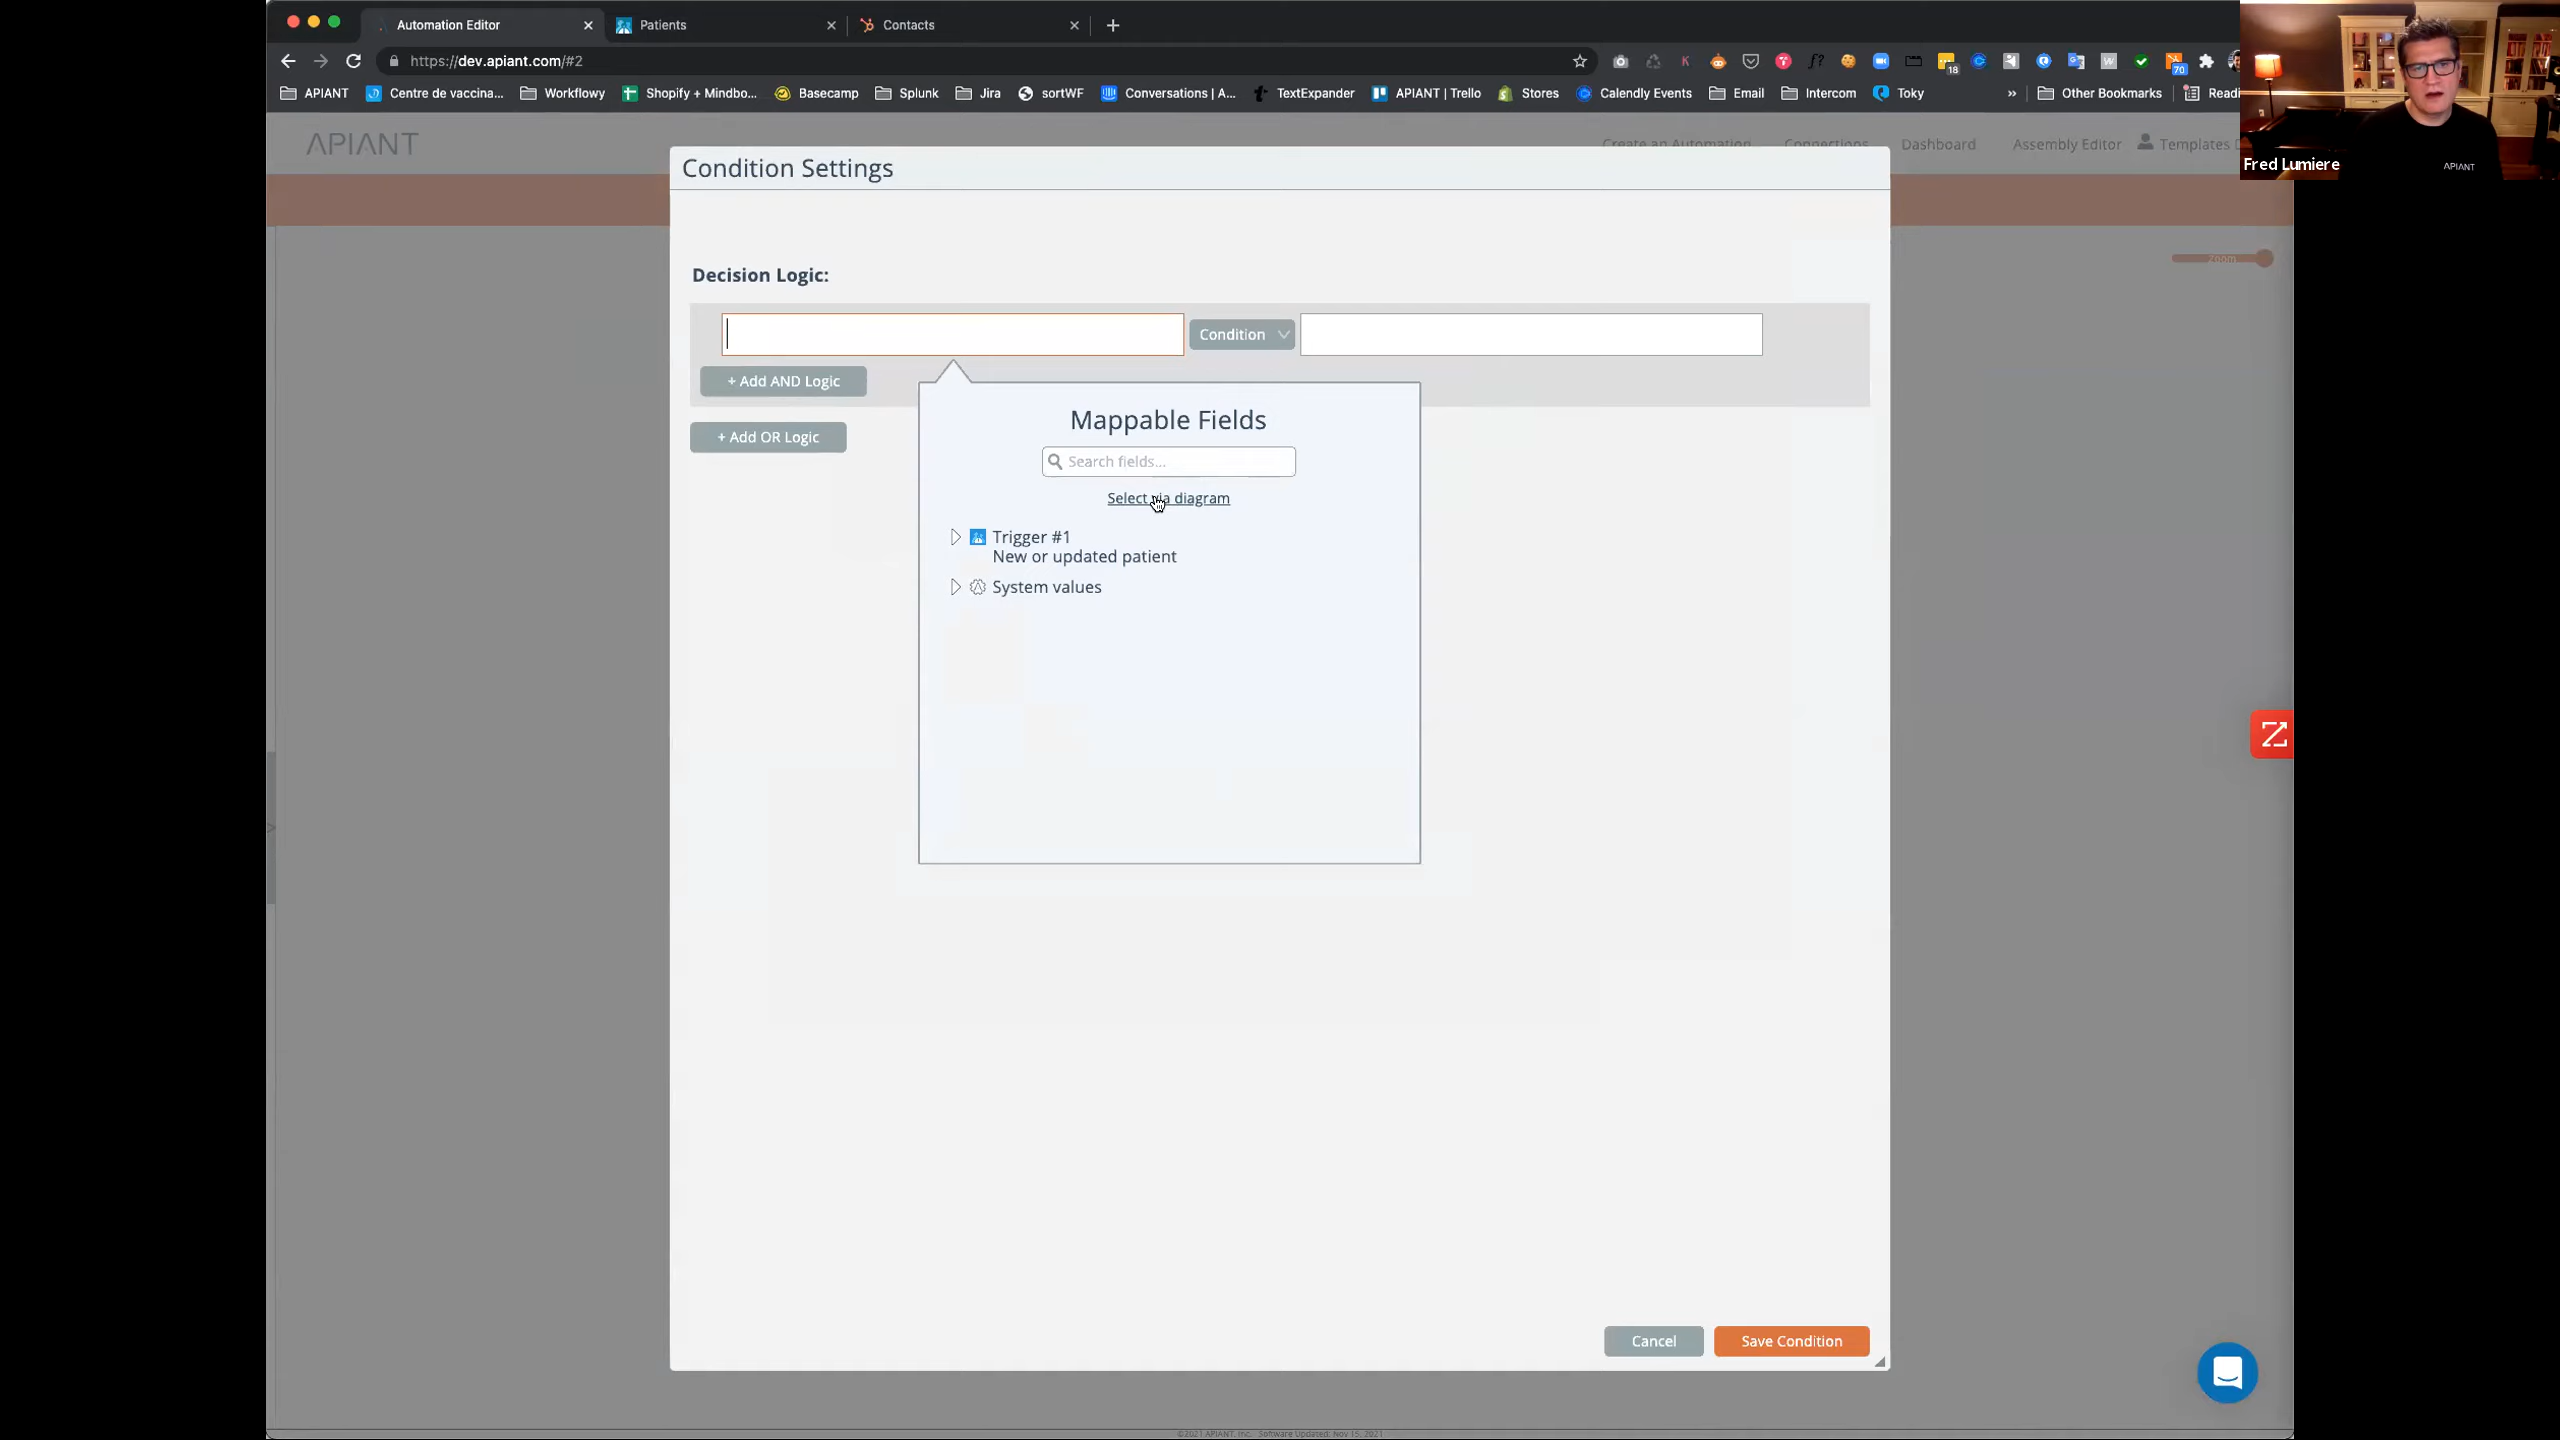 Automation Editor
Patients
Contacts
https://dev.apiant.com/#2
18
70
APIANT
Centre de vaccina...
Workflowy
Shopify + Mindbo...
Basecamp
Splunk
Jira
sortWF
Conversations | A...
TextExpander
APIANT | Trello
Stores
Calendly Events
Email
Intercom
Toky
»
Other Bookmarks
Readi
Fred Lumiere
APIANT
APIANT
Create an Automation
Connections
Dashboard
Assembly Editor
Templates D
Condition Settings
Zoom
Decision Logic:
Condition
+ Add AND Logic
+ Add OR Logic
Mappable Fields
Search fields...
Select via diagram
Trigger #1
New or updated patient
System values
Cancel
Save Condition
©2021 APIANT, Inc. Software Updated: Nov 15, 2021